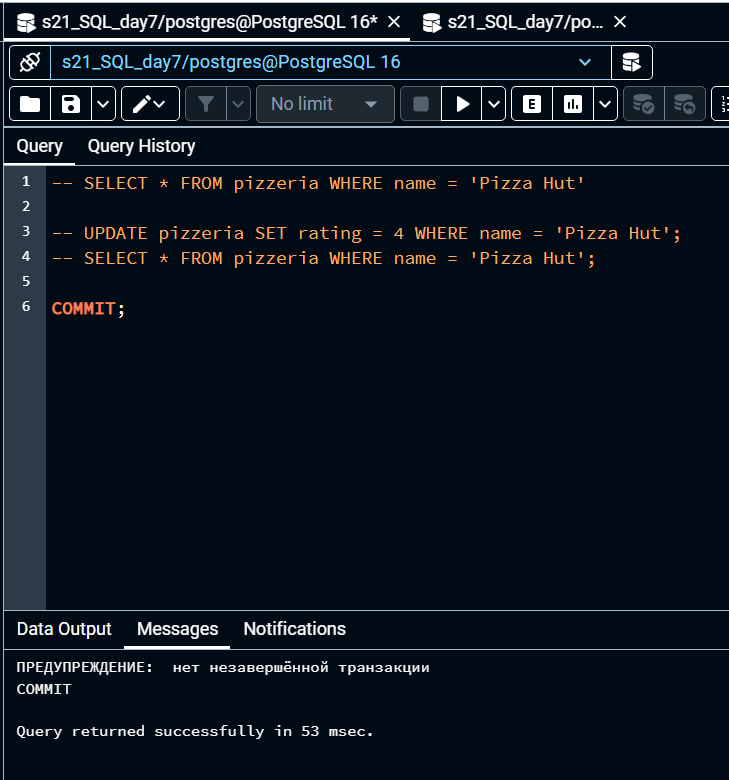 s21_SQL_day7/postgres@PostgreSQL 16* s21_SQL_day7/po...
s21_SQL_day7/postgres@PostgreSQL 16
No limit E
Query Query History
1 -- SELECT * FROM pizzeria WHERE name = 'Pizza Hut'
2
3 -- UPDATE pizzeria SET rating = 4 WHERE name = 'Pizza Hut';
4 -- SELECT * FROM pizzeria WHERE name = 'Pizza Hut';
5
6 COMMIT;
Data Output Messages Notifications
ПРЕДУПРЕЖДЕНИЕ: нет незавершённой транзакции
COMMIT
Query returned successfully in 53 msec.